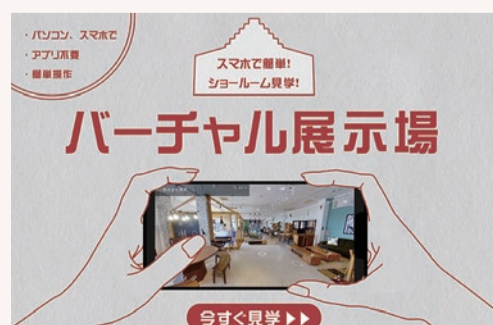 ・パソコン、スマホで
・アプリ不要
・簡単操作
スマホで簡単!
ショールーム見学!
バーチャル展示場
今すぐ見学▶▶